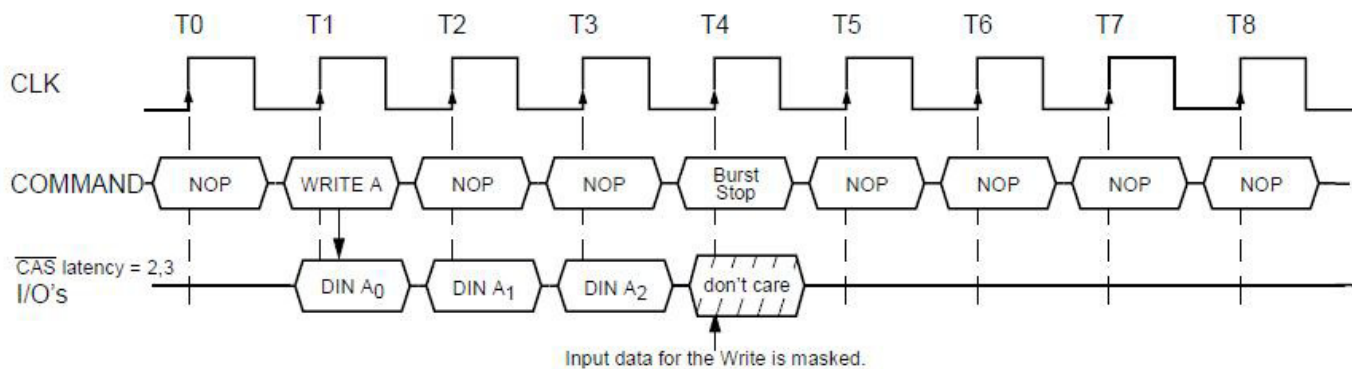 T0 T1 T2 T3 T4 T5 T6 T7 T8
CLK
COMMAND NOP WRITE A NOP NOP Burst Stop NOP NOP NOP NOP
CAS latency = 2,3
I/O's DIN A0 DIN A1 DIN A2 don't care
Input data for the Write is masked.